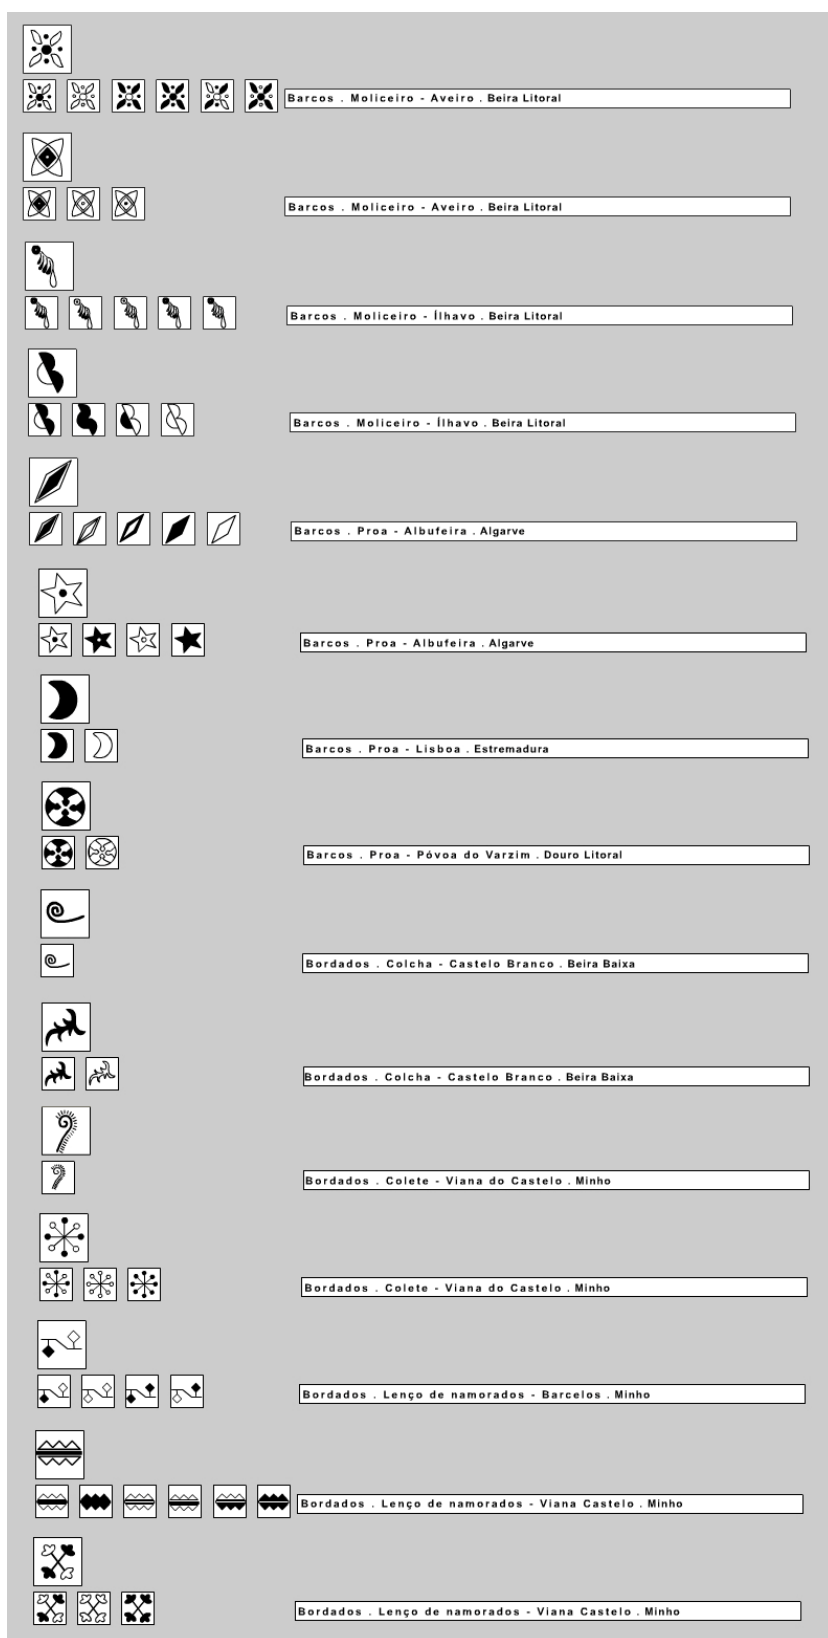 Barcos . Moliceiro - Aveiro . Beira Litoral
Barcos . Moliceiro - Aveiro . Beira Litoral
Barcos . Moliceiro - Ílhavo . Beira Litoral
Barcos . Moliceiro - Ílhavo . Beira Litoral
Barcos . Proa - Albufeira . Algarve
Barcos . Proa - Albufeira . Algarve
Barcos . Proa - Lisboa . Estremadura
Barcos . Proa - Póvoa do Varzim . Douro Litoral
Bordados . Colcha - Castelo Branco . Beira Baixa
Bordados . Colcha - Castelo Branco . Beira Baixa
Bordados . Colete - Viana do Castelo . Minho
Bordados . Colete - Viana do Castelo . Minho
Bordados . Lenço de namorados - Barcelos . Minho
Bordados . Lenço de namorados - Viana Castelo . Minho
Bordados . Lenço de namorados - Viana Castelo . Minho